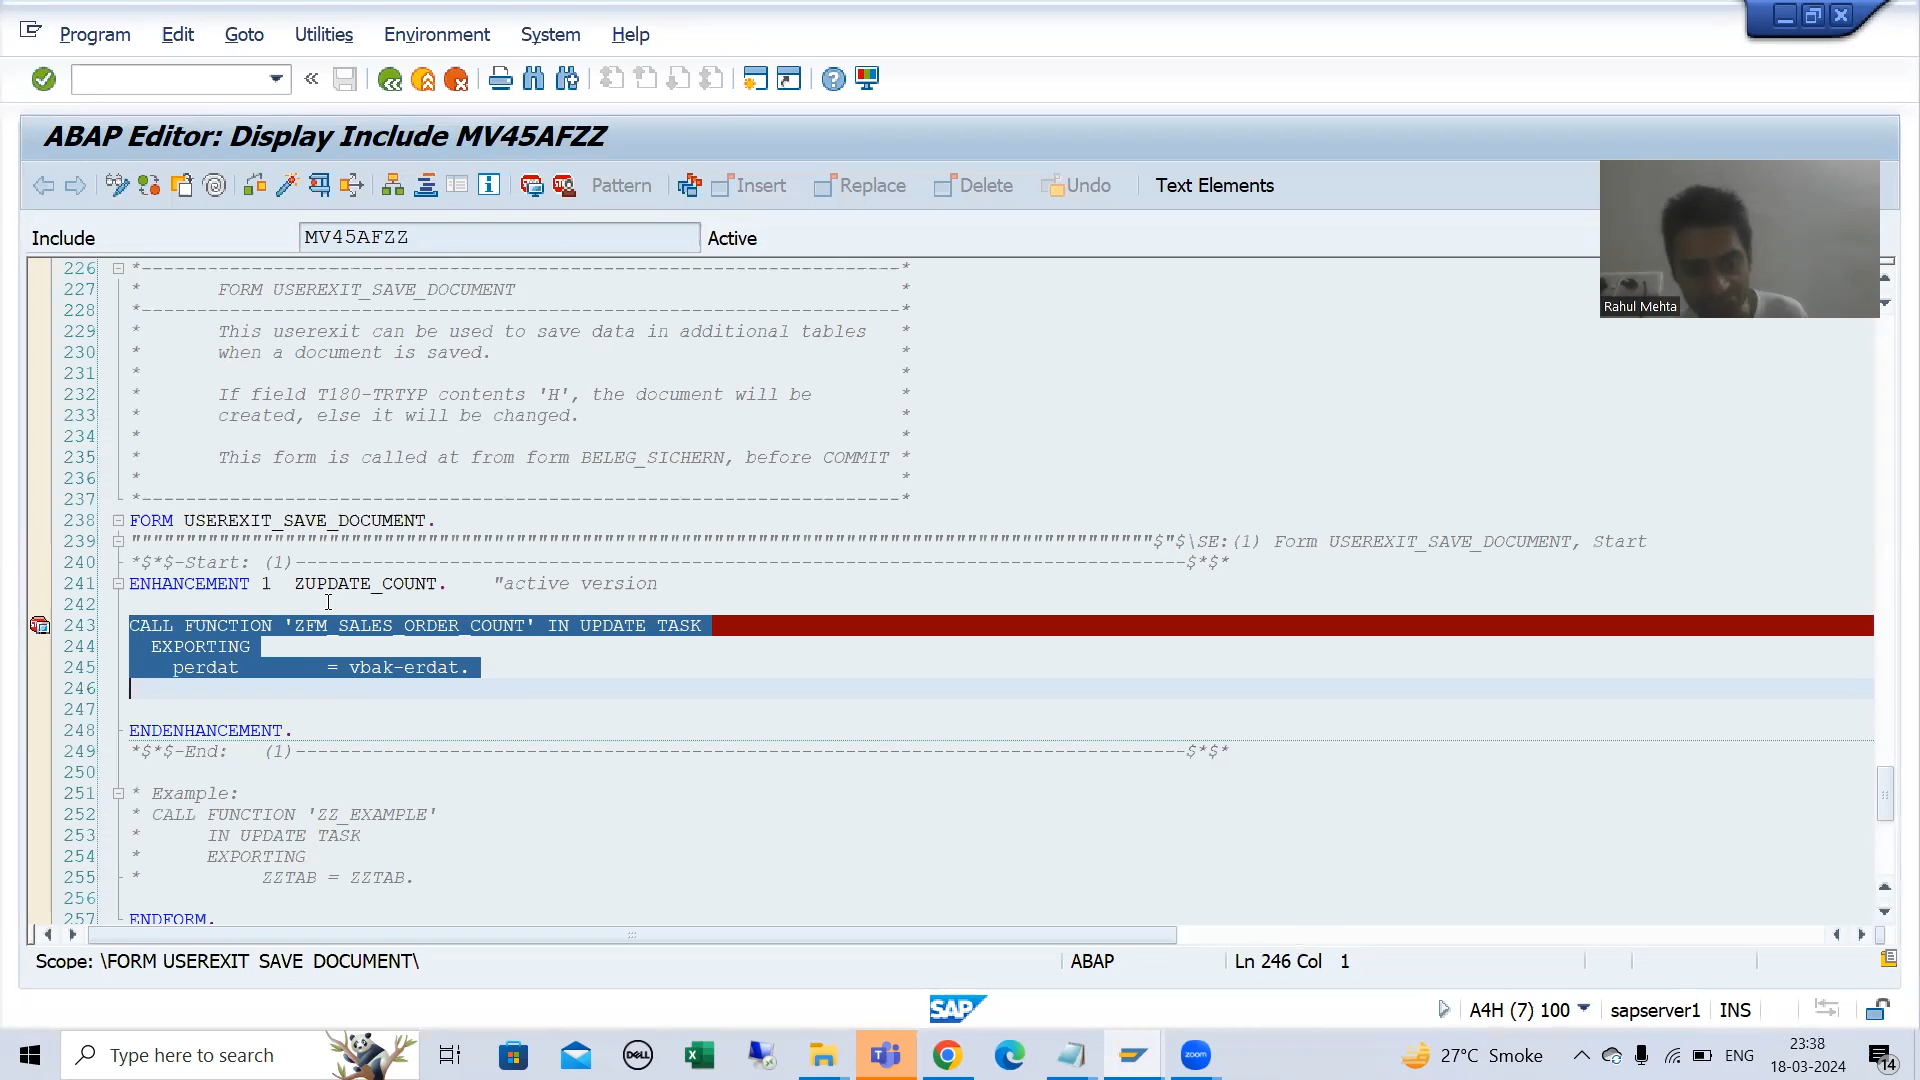 Program Edit Goto Utilities Environment System Help
ABAP Editor: Display Include MV45AFZZ
Pattern Insert Replace Delete Undo Text Elements
Include MV45AFZZ Active
Rahul Mehta
226 *---------------------------------------------------------------------*
227 * FORM USEREXIT_SAVE_DOCUMENT *
228 *---------------------------------------------------------------------*
229 * This userexit can be used to save data in additional tables *
230 * when a document is saved. *
231 * *
232 * If field T180-TRTYP contents 'H', the document will be *
233 * created, else it will be changed. *
234 * *
235 * This form is called at from form BELEG_SICHERN, before COMMIT *
236 * *
237 *---------------------------------------------------------------------*
238 FORM USEREXIT_SAVE_DOCUMENT.
239 """"""""""""""""""""""""""""""""""""""""""""""""""""""""""""""""""""""""""""""""""""""""""""$"$\SE:(1) Form USEREXIT_SAVE_DOCUMENT, Start
240 *$*$-Start: (1)---------------------------------------------------------------------------------$*$*
241 ENHANCEMENT 1 ZUPDATE_COUNT. "active version
242
243 CALL FUNCTION 'ZFM_SALES_ORDER_COUNT' IN UPDATE TASK
244 EXPORTING
245 perdat = vbak-erdat.
246
247
248 ENDENHANCEMENT.
249 *$*$-End: (1)---------------------------------------------------------------------------------$*$*
250
251 * Example:
252 * CALL FUNCTION 'ZZ_EXAMPLE'
253 * IN UPDATE TASK
254 * EXPORTING
255 * ZZTAB = ZZTAB.
256
257 ENDFORM.
Scope: \FORM USEREXIT_SAVE_DOCUMENT\ ABAP Ln 246 Col 1
SAP A4H (7) 100 sapserver1 INS
Type here to search DELL zoom 27°C Smoke ENG 23:38
18-03-2024 14